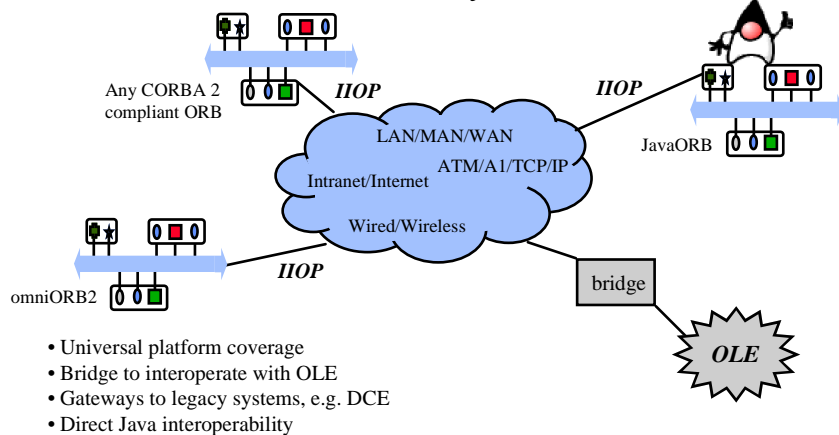 Any CORBA 2
compliant ORB
IIOP
IIOP
JavaORB
LAN/MAN/WAN
ATM/A1/TCP/IP
Intranet/Internet
Wired/Wireless
omniORB2
IIOP
bridge
OLE
• Universal platform coverage
• Bridge to interoperate with OLE
• Gateways to legacy systems, e.g. DCE
• Direct Java interoperability